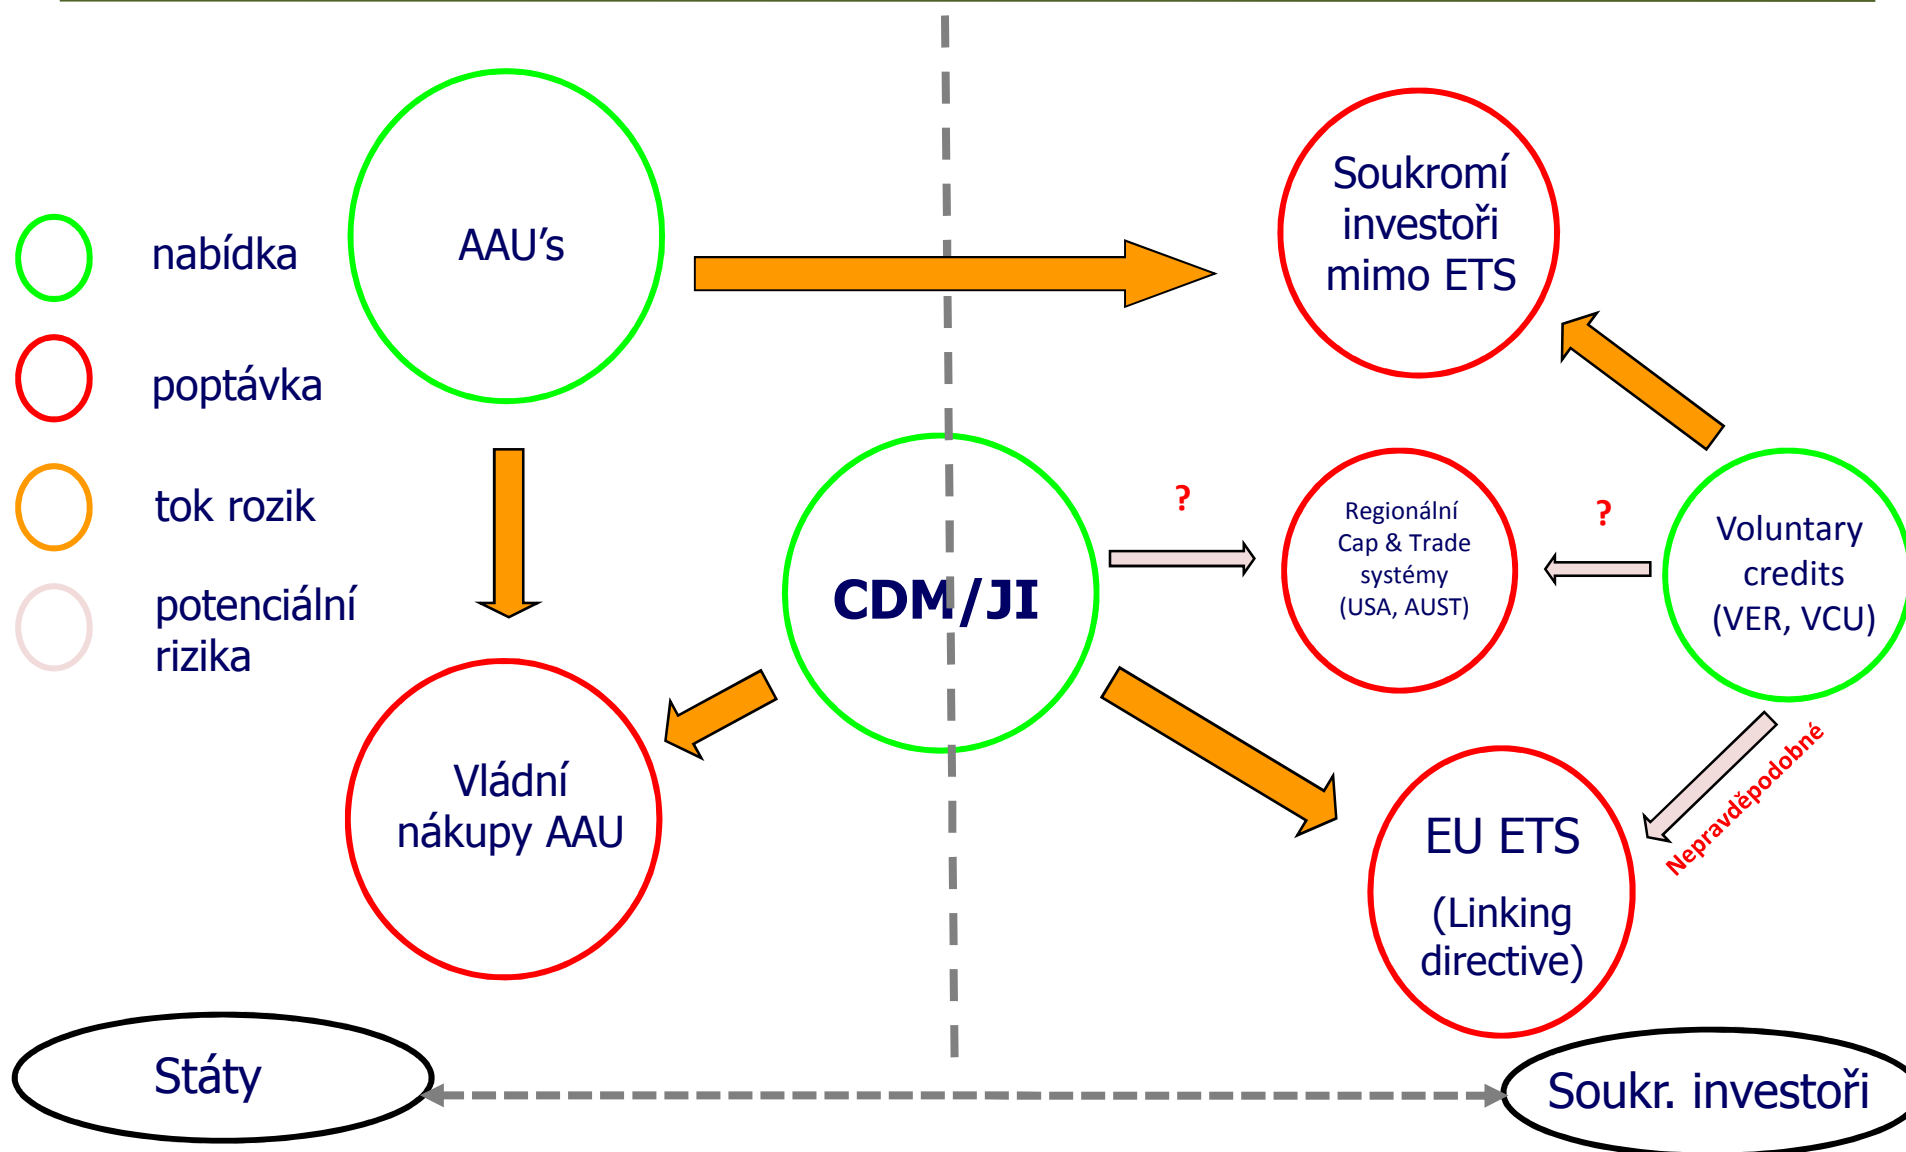 nabídka
poptávka
tok rozik
potenciální
rizika
AAU’s
Soukromí
investoři
mimo ETS
CDM/JI
?
Regionální
Cap & Trade
systémy
(USA, AUST)
?
Voluntary
credits
(VER, VCU)
Vládní
nákupy AAU
EU ETS
(Linking
directive)
Nepravděpodobné
Státy
Soukr. investoři